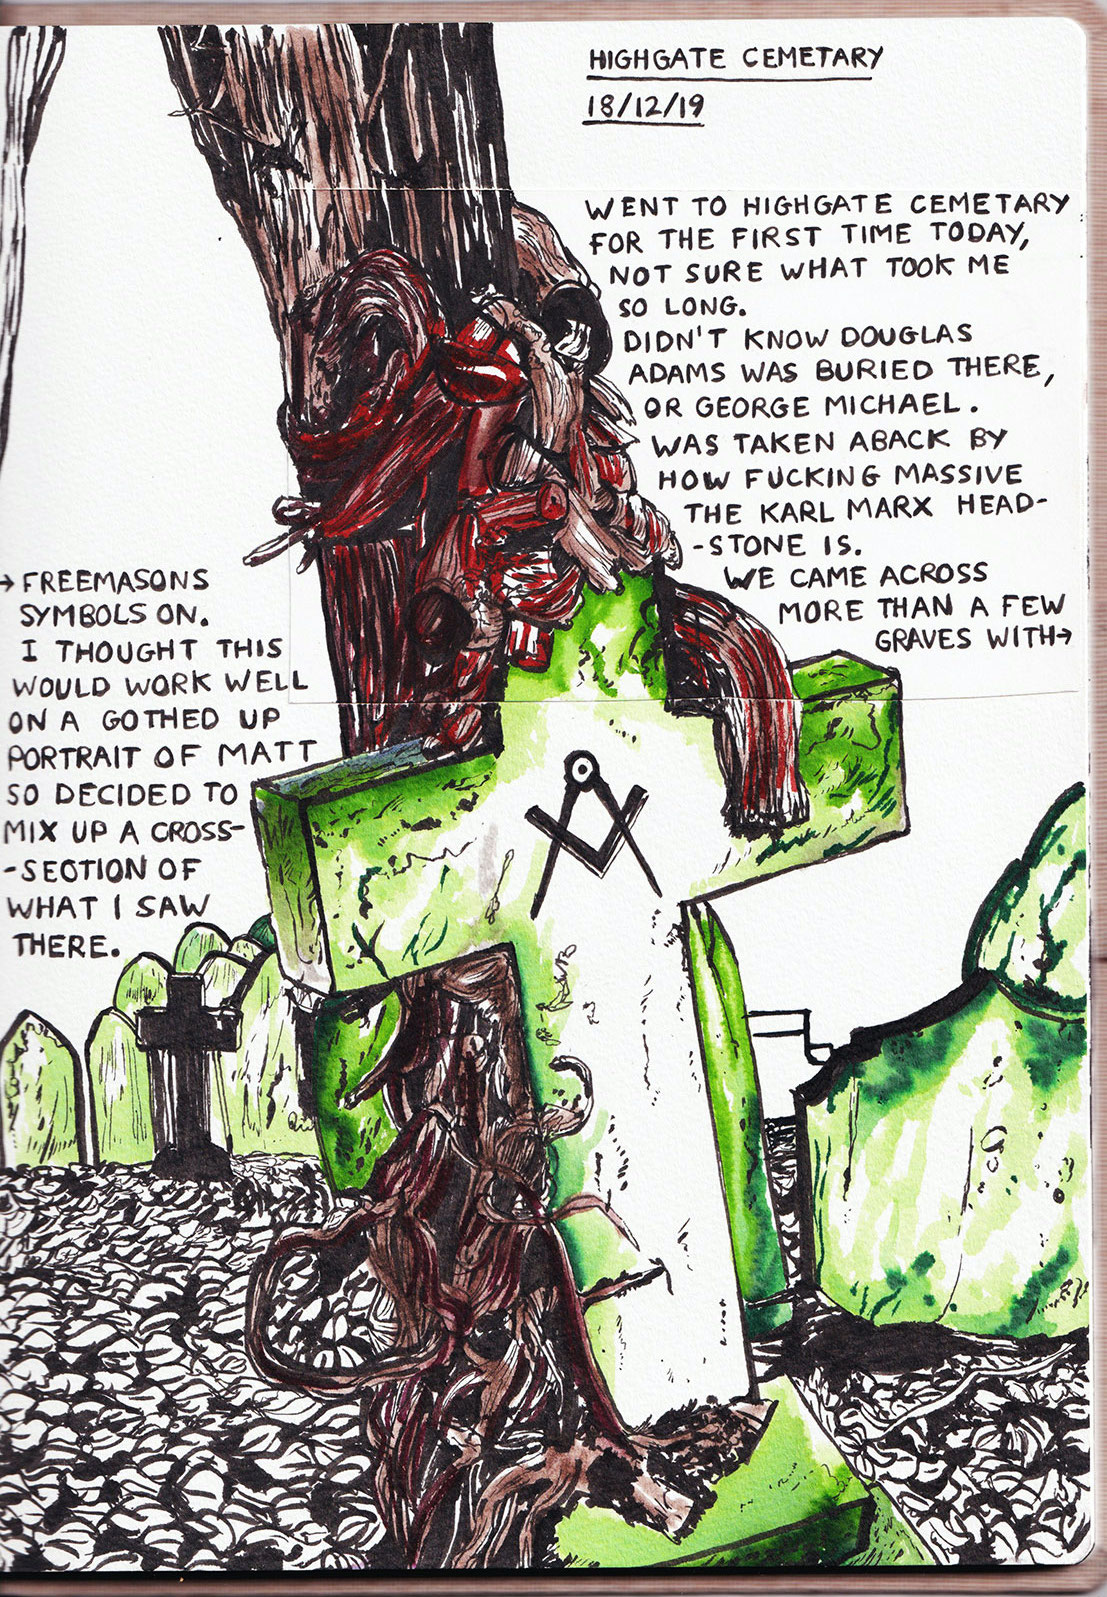 HIGHGATE CEMETARY
18/12/19
WENT TO HIGHGATE CEMETARY
FOR THE FIRST TIME TODAY,
NOT SURE WHAT TOOK ME
SO LONG.
DIDN'T KNOW DOUGLAS
ADAMS WAS BURIED THERE,
OR GEORGE MICHAEL.
WAS TAKEN ABACK BY
HOW FUCKING MASSIVE
THE KARL MARX HEAD-
-STONE IS.
WE CAME ACROSS
MORE THAN A FEW
GRAVES WITH→
→FREEMASONS
SYMBOLS ON.
I THOUGHT THIS
WOULD WORK WELL
ON A GOTHED UP
PORTRAIT OF MATT
SO DECIDED TO
MIX UP A CROSS-
-SECTION OF
WHAT I SAW
THERE.